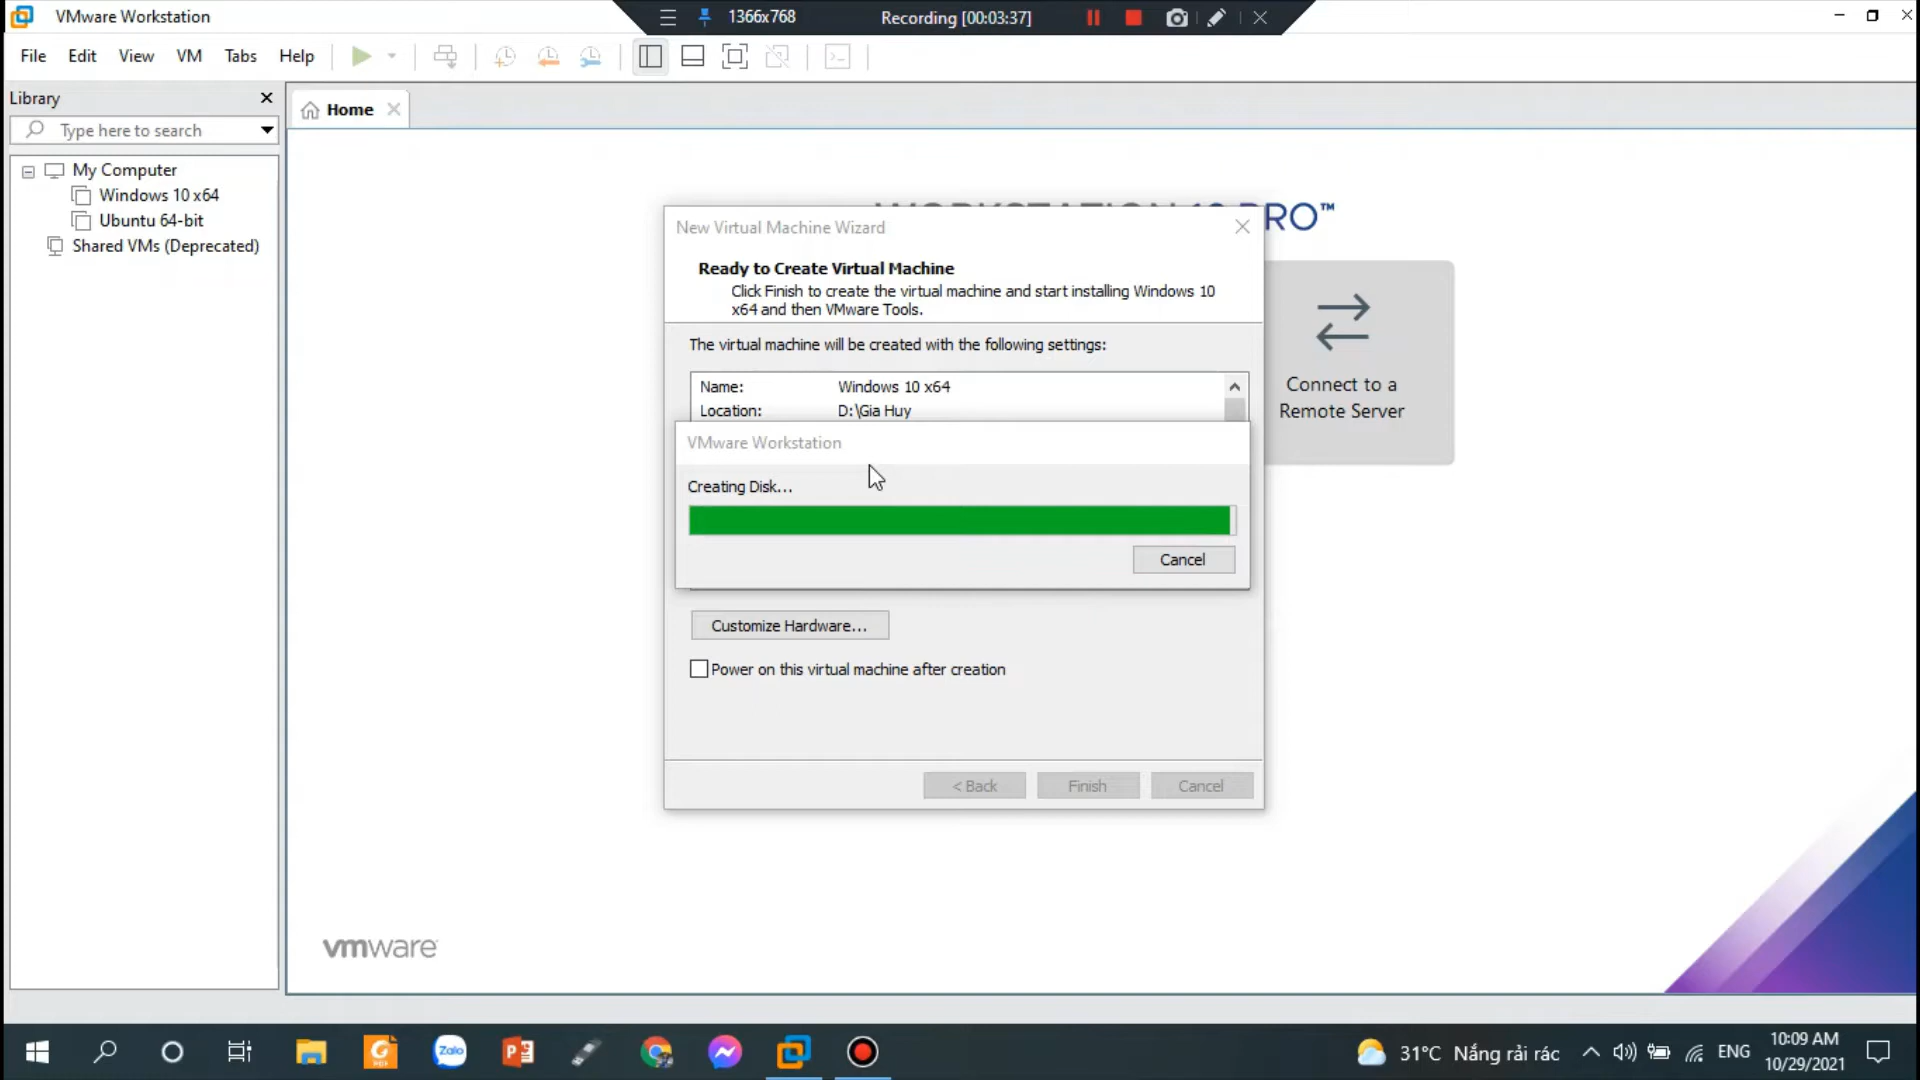 VMware Workstation
1366x768
Recording [00:03:37]
File Edit View VM Tabs Help
Library
Type here to search
My Computer
Windows 10 x64
Ubuntu 64-bit
Shared VMs (Deprecated)
Home
PRO™
New Virtual Machine Wizard
Ready to Create Virtual Machine
Click Finish to create the virtual machine and start installing Windows 10
x64 and then VMware Tools.
The virtual machine will be created with the following settings:
Name: Windows 10 x64
Location: D:\Gia Huy
VMware Workstation
Creating Disk...
Cancel
Customize Hardware...
Power on this virtual machine after creation
< Back Finish Cancel
Connect to a
Remote Server
vmware
Zalo
31°C Nắng rải rác
ENG
10:09 AM
10/29/2021